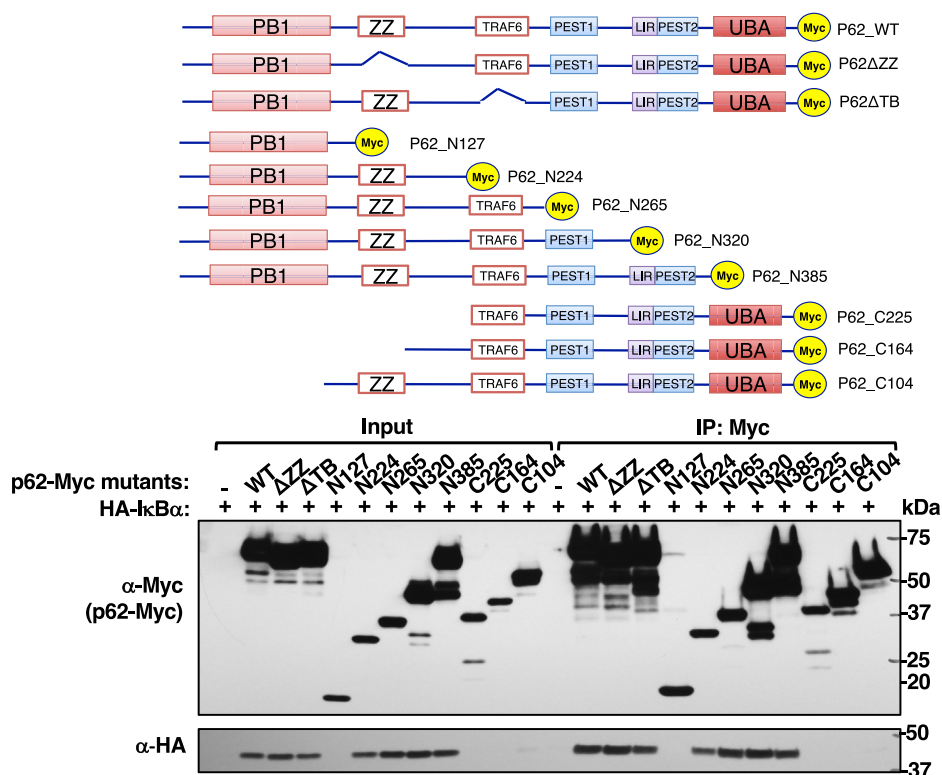 PB1 ZZ TRAF6 PEST1 LIR PEST2 UBA Myc P62_WT
PB1 TRAF6 PEST1 LIR PEST2 UBA Myc P62ΔZZ
PB1 ZZ PEST1 LIR PEST2 UBA Myc P62ΔTB
PB1 Myc P62_N127
PB1 ZZ Myc P62_N224
PB1 ZZ TRAF6 Myc P62_N265
PB1 ZZ TRAF6 PEST1 Myc P62_N320
PB1 ZZ TRAF6 PEST1 LIR PEST2 Myc P62_N385
TRAF6 PEST1 LIR PEST2 UBA Myc P62_C225
TRAF6 PEST1 LIR PEST2 UBA Myc P62_C164
ZZ TRAF6 PEST1 LIR PEST2 UBA Myc P62_C104
Input IP: Myc
p62-Myc mutants: - WT ΔZZ ΔTB N127 N224 N265 N320 N385 C225 C164 C104 - WT ΔZZ ΔTB N127 N224 N265 N320 N385 C225 C164 C104
HA-IκBα: + + + + + + + + + + + + + + + + + + + + + + + + kDa
α-Myc
(p62-Myc)
-75
-50
-37
-25
-20
α-HA
-50
-37